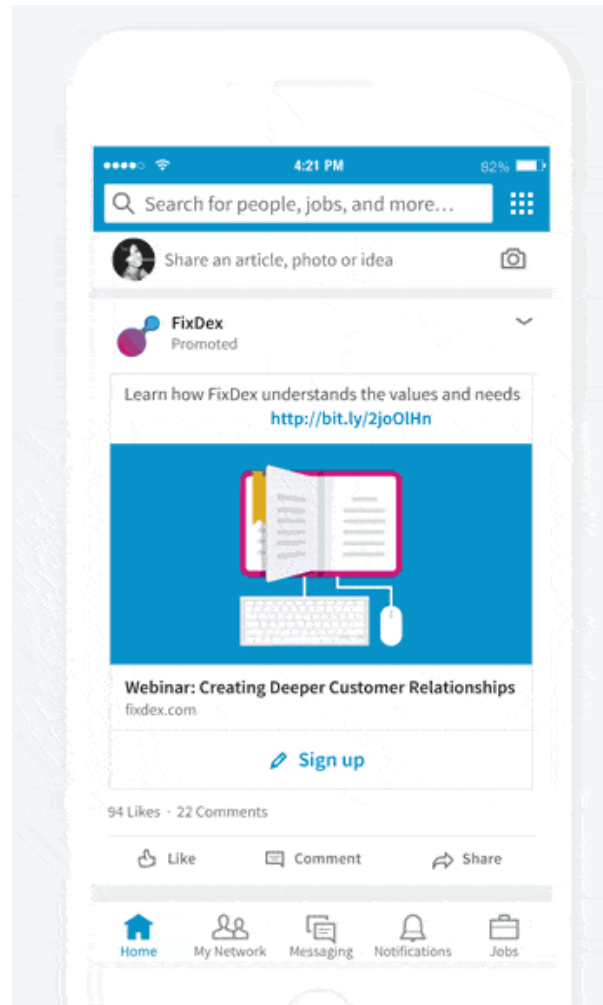 4:21 PM
82%
Search for people, jobs, and more...
Share an article, photo or idea
FixDex
Promoted
Learn how FixDex understands the values and needs
http://bit.ly/2joOlHn
Webinar: Creating Deeper Customer Relationships
fixdex.com
Sign up
94 Likes · 22 Comments
Like Comment Share
Home My Network Messaging Notifications Jobs